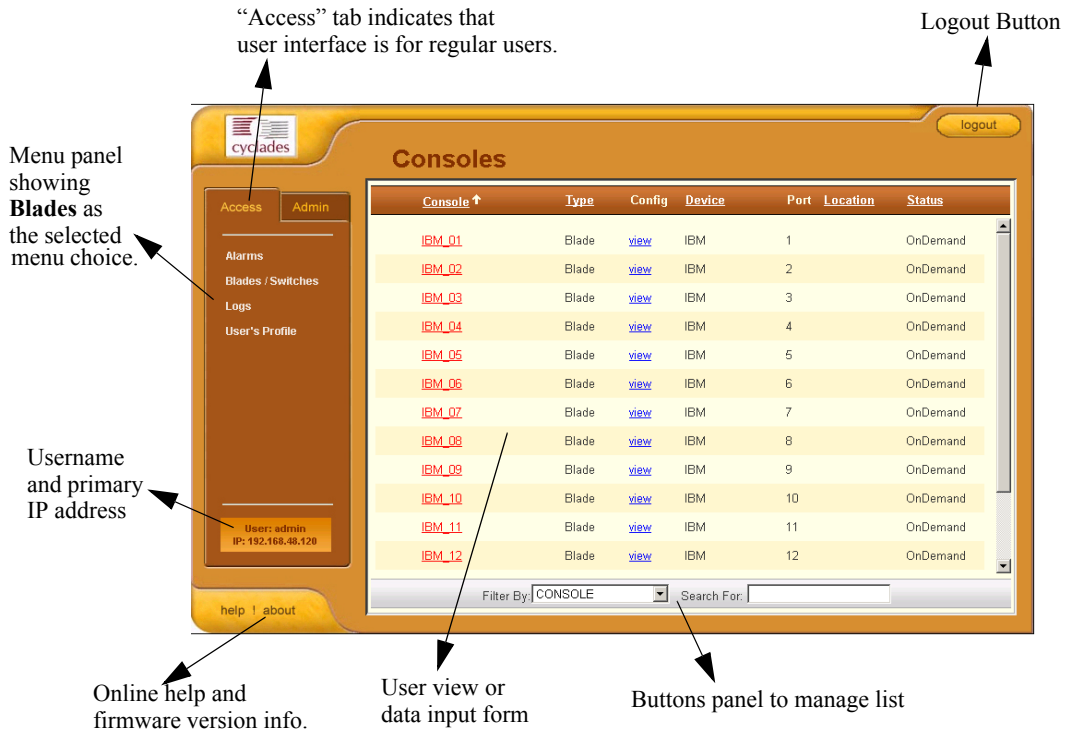 “Access” tab indicates that
user interface is for regular users.
Logout Button
cyclades
logout
Consoles
Menu panel
showing
Blades as
the selected
menu choice.
Access Admin
Alarms
Blades / Switches
Logs
User's Profile
Console Type Config Device Port Location Status
IBM_01 Blade view IBM 1 OnDemand
IBM_02 Blade view IBM 2 OnDemand
IBM_03 Blade view IBM 3 OnDemand
IBM_04 Blade view IBM 4 OnDemand
IBM_05 Blade view IBM 5 OnDemand
IBM_06 Blade view IBM 6 OnDemand
IBM_07 Blade view IBM 7 OnDemand
IBM_08 Blade view IBM 8 OnDemand
IBM_09 Blade view IBM 9 OnDemand
IBM_10 Blade view IBM 10 OnDemand
IBM_11 Blade view IBM 11 OnDemand
IBM_12 Blade view IBM 12 OnDemand
Username
and primary
IP address
User: admin
IP: 192.168.48.120
Filter By: CONSOLE Search For:
help | about
Online help and
firmware version info.
User view or
data input form
Buttons panel to manage list